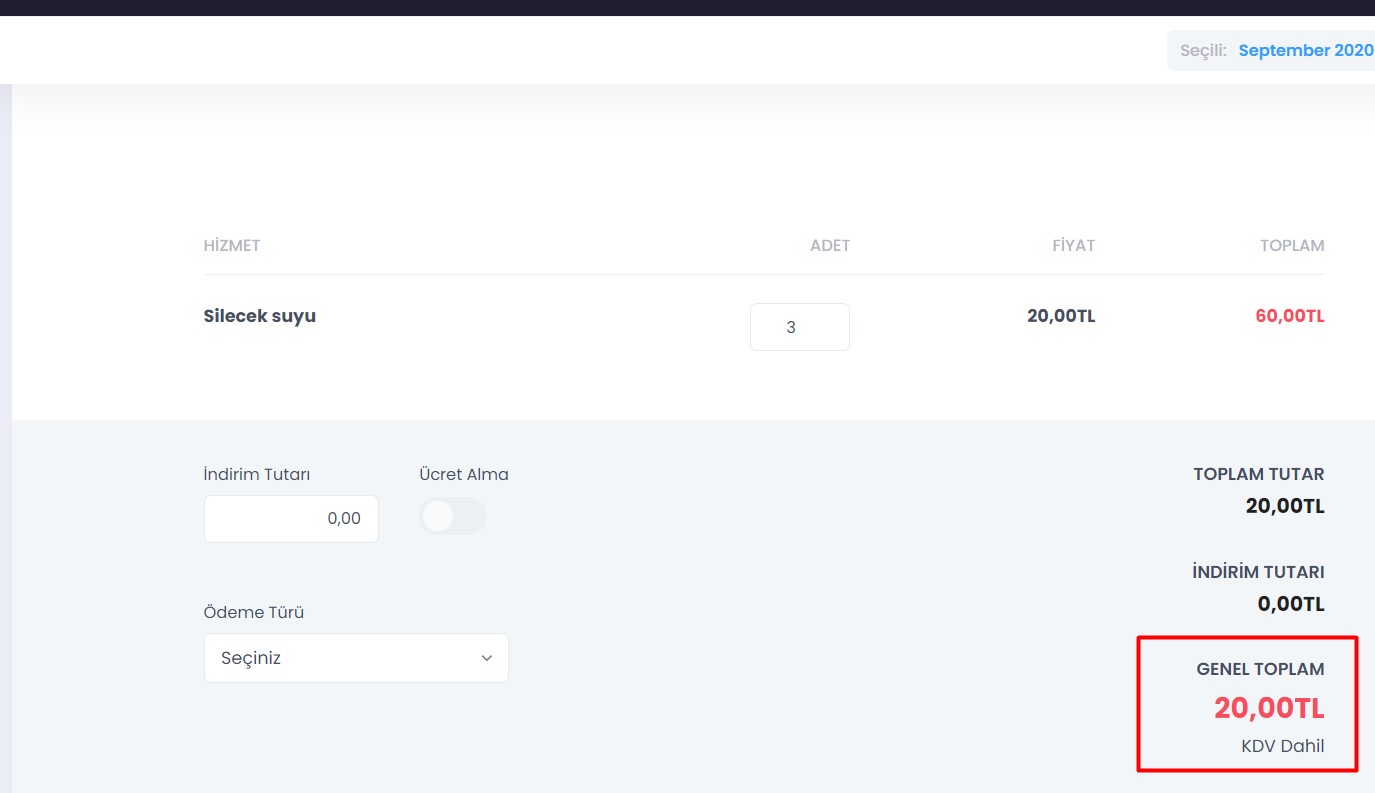 Seçili: September 2020
HİZMET ADET FİYAT TOPLAM
Silecek suyu 3 20,00TL 60,00TL
İndirim Tutarı Ücret Alma
0,00
Ödeme Türü
Seçiniz
TOPLAM TUTAR
20,00TL
İNDİRİM TUTARI
0,00TL
GENEL TOPLAM
20,00TL
KDV Dahil